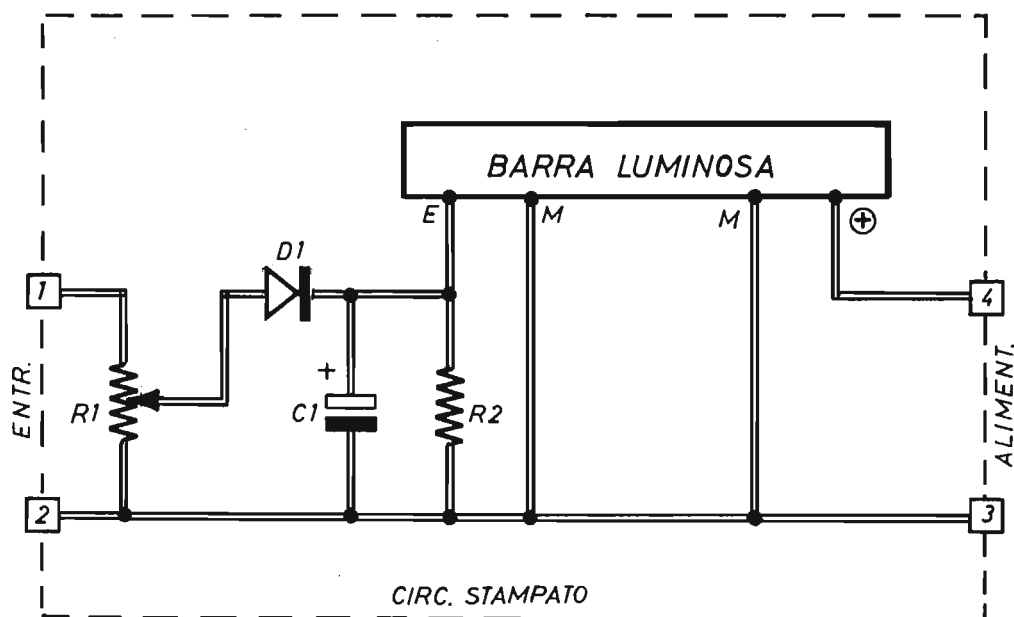 BARRA LUMINOSA
E
M
M
+
D1
1
4
ENTR.
R1
+
C1
R2
ALIMENT.
2
3
CIRC. STAMPATO